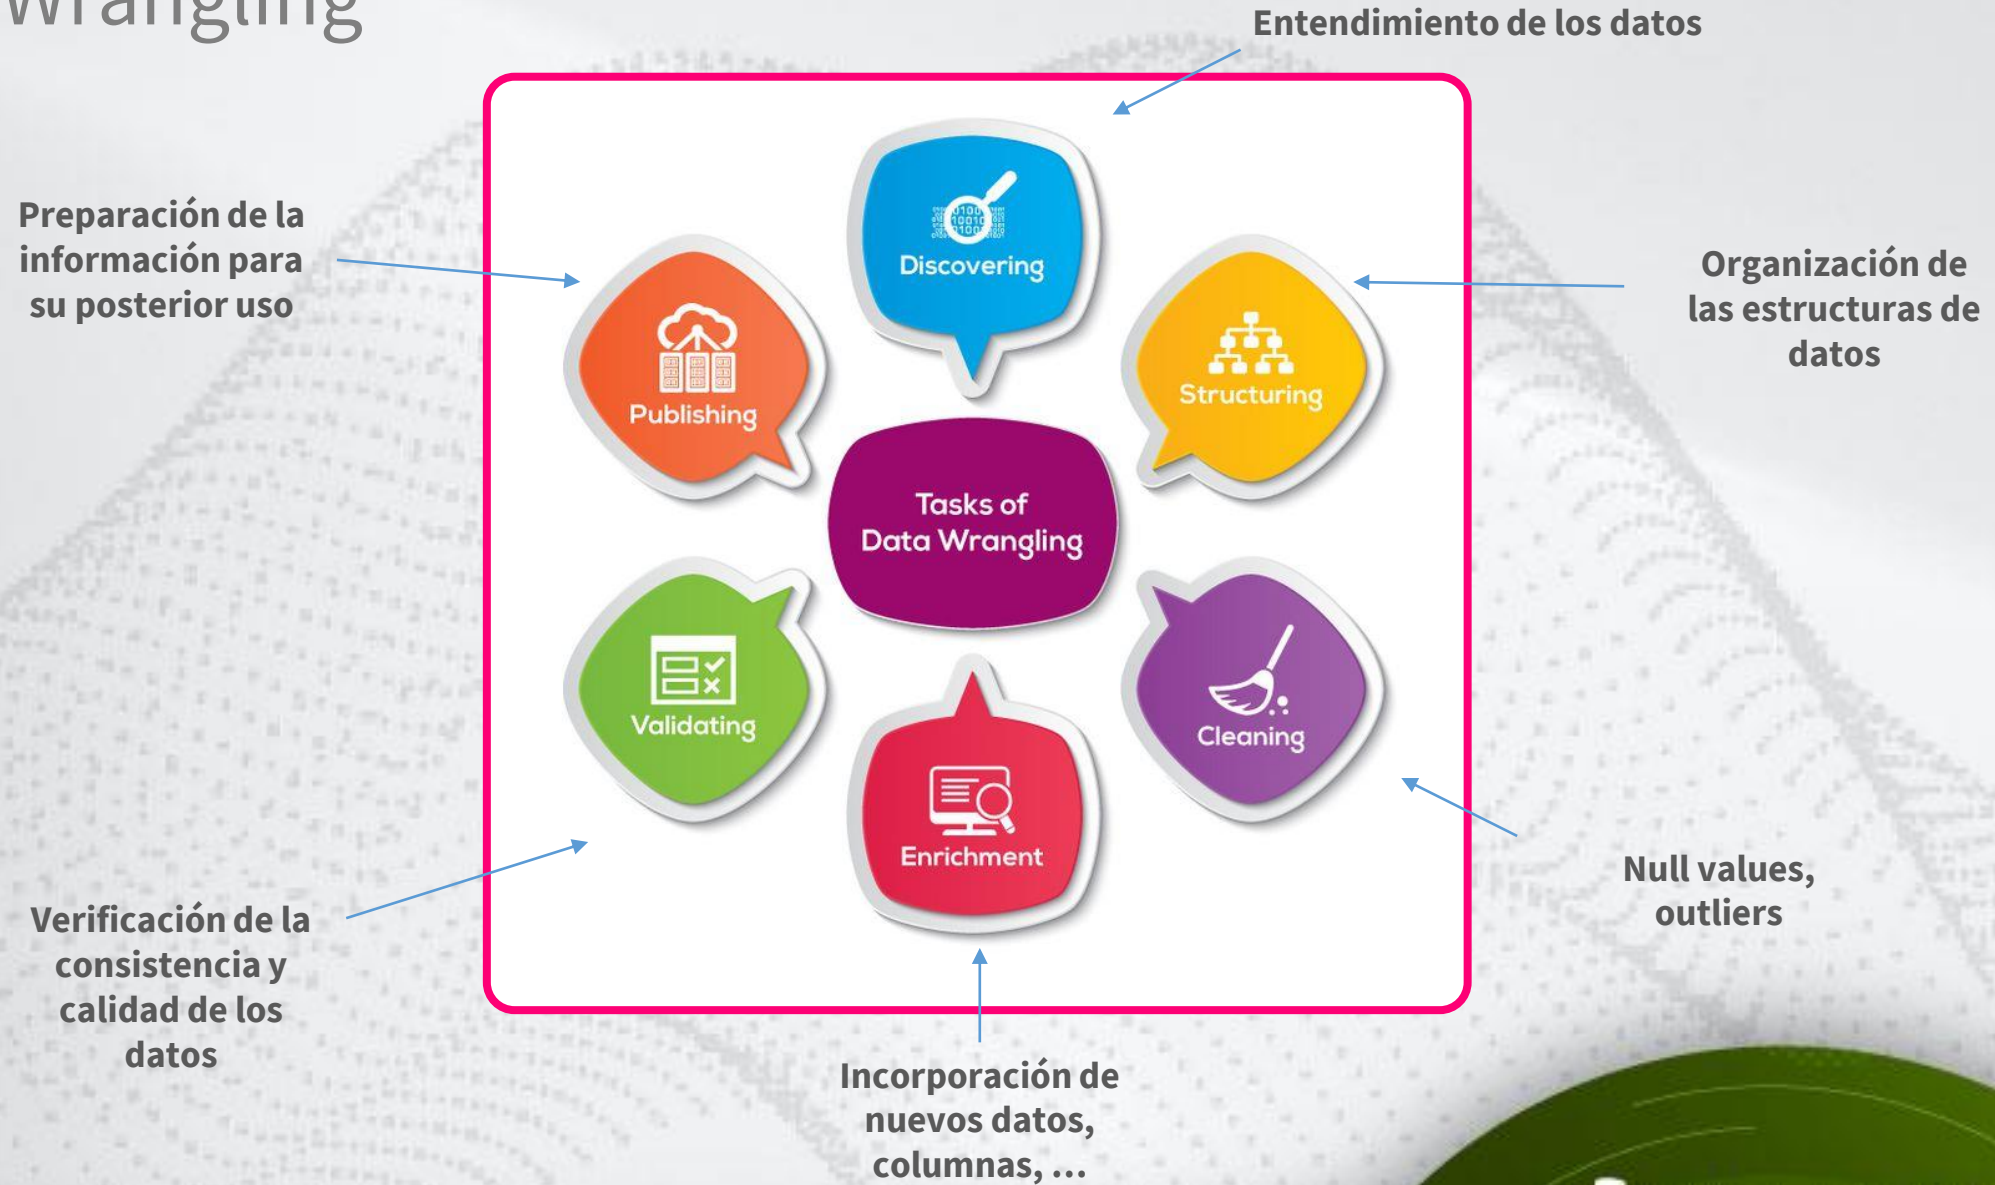 Wrangling
Entendimiento de los datos
Preparación de la
información para
su posterior uso
Discovering
Organización de
las estructuras de
datos
Publishing
Structuring
Tasks of
Data Wrangling
Validating
Cleaning
Enrichment
Null values,
outliers
Verificación de la
consistencia y
calidad de los
datos
Incorporación de
nuevos datos,
columnas, ...